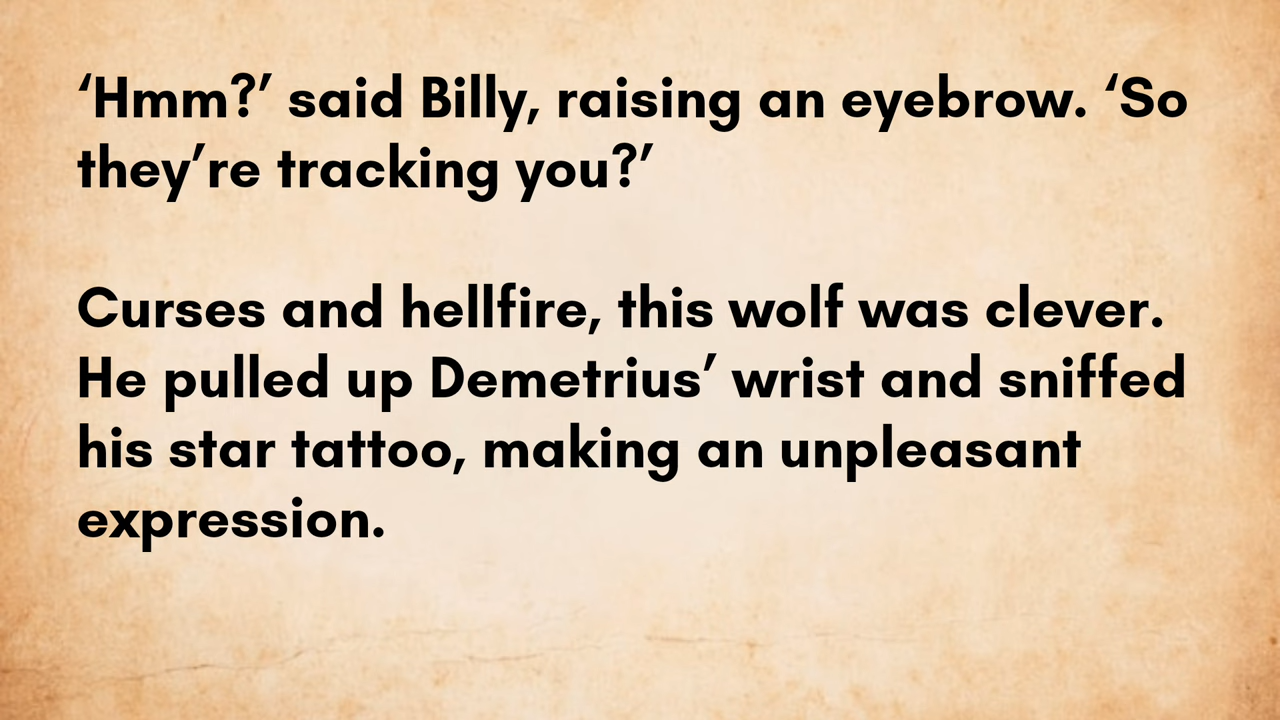 ‘Hmm?’ said Billy, raising an eyebrow. ‘So
they’re tracking you?’
Curses and hellfire, this wolf was clever.
He pulled up Demetrius’ wrist and sniffed
his star tattoo, making an unpleasant
expression.